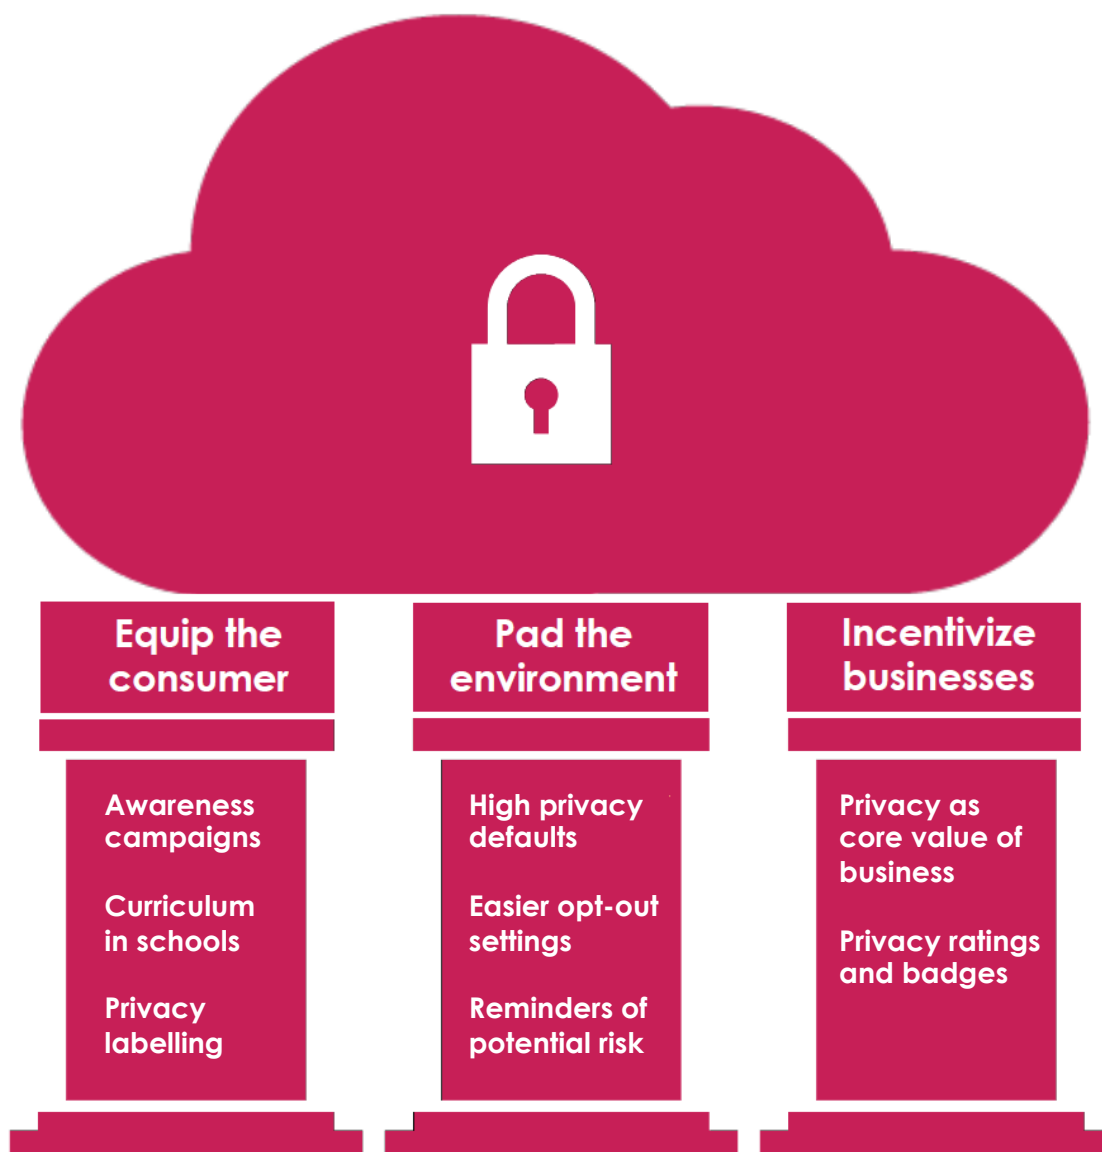 Equip the
consumer
Awareness
campaigns
Curriculum
in schools
Privacy
labelling
Pad the
environment
High privacy
defaults
Easier opt-out
settings
Reminders of
potential risk
Incentivize
businesses
Privacy as
core value of
business
Privacy ratings
and badges